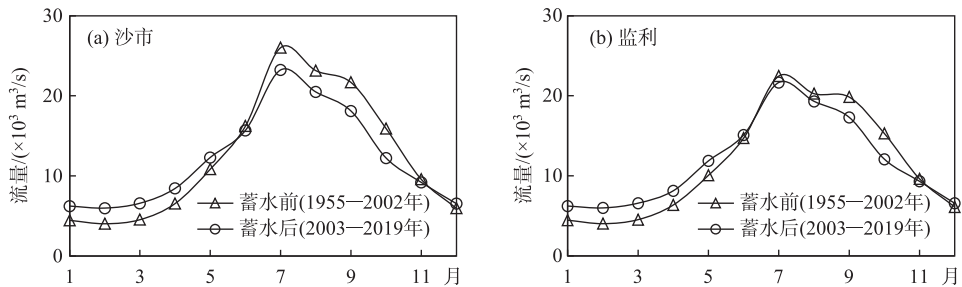 (a) 沙市
流量/(×10³ m³/s)
30
20
10
0
蓄水前(1955—2002年)
蓄水后(2003—2019年)
1 3 5 7 9 11 月
(b) 监利
流量/(×10³ m³/s)
30
20
10
0
蓄水前(1955—2002年)
蓄水后(2003—2019年)
1 3 5 7 9 11 月